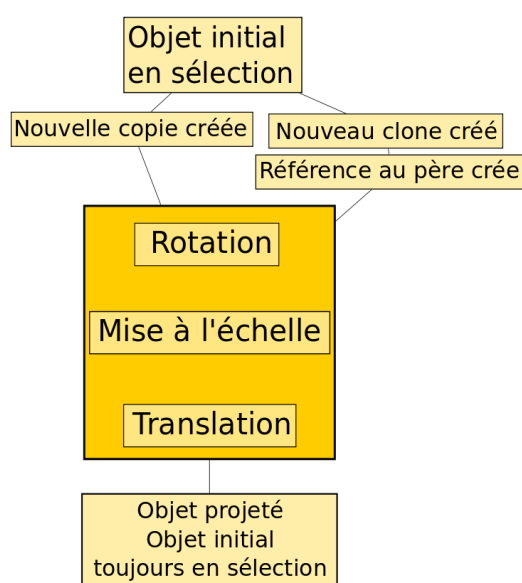 Objet initial
en sélection
Nouvelle copie créée
Nouveau clone créé
Référence au père crée
Rotation
Mise à l'échelle
Translation
Objet projeté
Objet initial
toujours en sélection